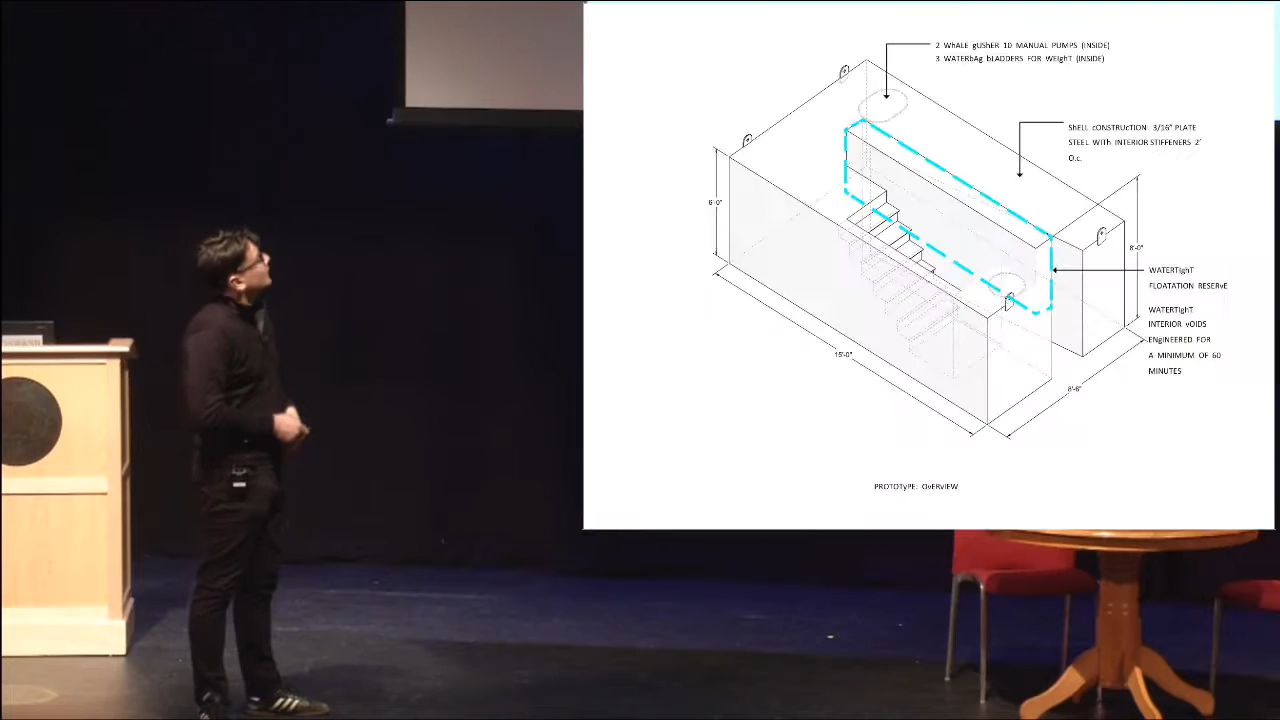 2 WhALE gUShER 10 MANUAL PUMPS (INSIDE)
3 WATERbAg bLADDERS FOR WEIghT (INSIDE)
ShELL cONSTRUcTION: 3/16" PLATE
STEEL WITh INTERIOR STIFFENERS 2'
O.c.
6'-0"
8'-0"
WATERTIghT
FLOATATION RESERvE
WATERTIghT
INTERIOR vOIDS
ENgINEERED FOR
A MINIMUM OF 60
MINUTES
15'-0"
8'-6"
PROTOTyPE: OvERvIEW